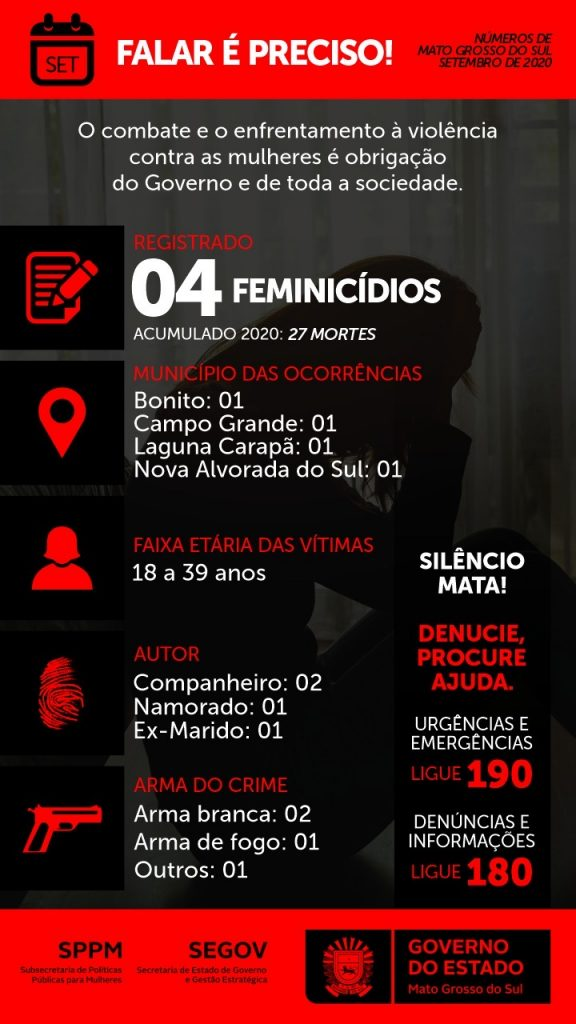 SET
FALAR É PRECISO!
NÚMEROS DE
MATO GROSSO DO SUL
SETEMBRO DE 2020
O combate e o enfrentamento à violência
contra as mulheres é obrigação
do Governo e de toda a sociedade.
REGISTRADO
04 FEMINICÍDIOS
ACUMULADO 2020: 27 MORTES
MUNICÍPIO DAS OCORRÊNCIAS
Bonito: 01
Campo Grande: 01
Laguna Carapã: 01
Nova Alvorada do Sul: 01
FAIXA ETÁRIA DAS VÍTIMAS
18 a 39 anos
AUTOR
Companheiro: 02
Namorado: 01
Ex-Marido: 01
ARMA DO CRIME
Arma branca: 02
Arma de fogo: 01
Outros: 01
SILÊNCIO
MATA!
DENUCIE,
PROCURE
AJUDA.
URGÊNCIAS E
EMERGÊNCIAS
LIGUE 190
DENÚNCIAS E
INFORMAÇÕES
LIGUE 180
SPPM
Subsecretaria de Políticas
Públicas para Mulheres
SEGOV
Secretaria de Estado de Governo
e Gestão Estratégica
GOVERNO
DO ESTADO
Mato Grosso do Sul